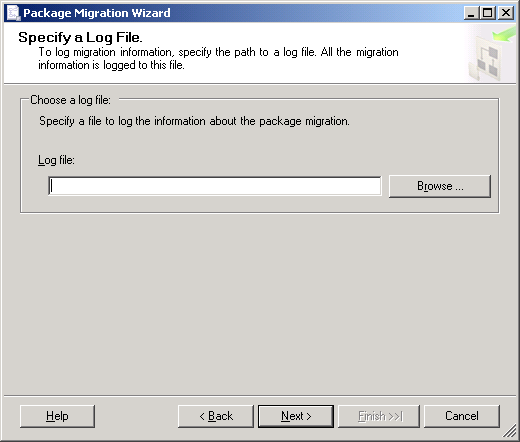 Package Migration Wizard
Specify a Log File.
To log migration information, specify the path to a log file. All the migration
information is logged to this file.
Choose a log file:
Specify a file to log the information about the package migration.
Log file:
Browse ...
Help
< Back
Next >
Finish >>|
Cancel